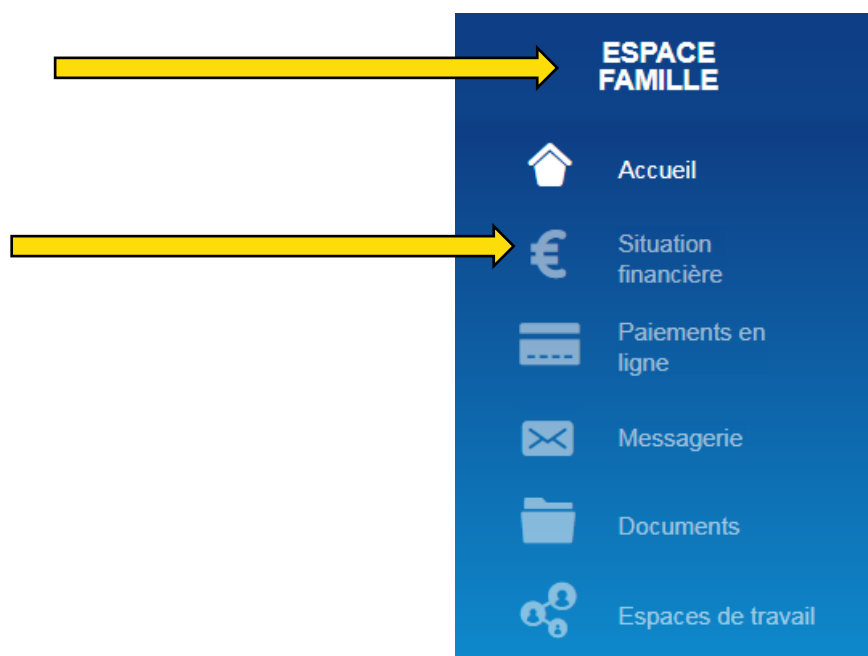 ESPACE
FAMILLE
Accueil
Situation
financière
Paiements en
ligne
Messagerie
Documents
Espaces de travail